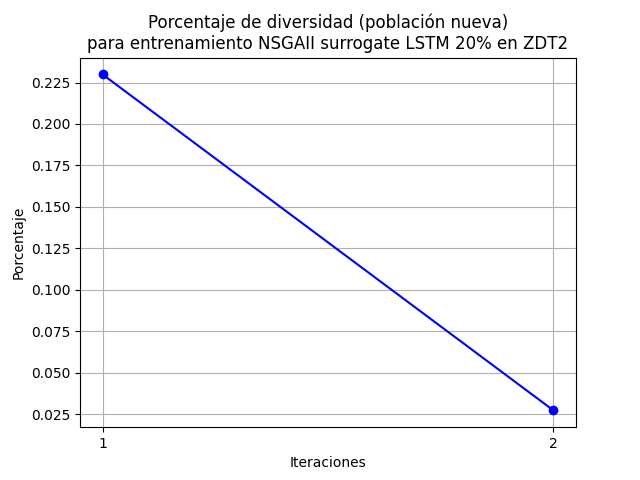 Porcentaje de diversidad (población nueva)
para entrenamiento NSGAII surrogate LSTM 20% en ZDT2
0.225
0.200
0.175
0.150
0.125
0.100
0.075
0.050
0.025
Porcentaje
1
2
Iteraciones